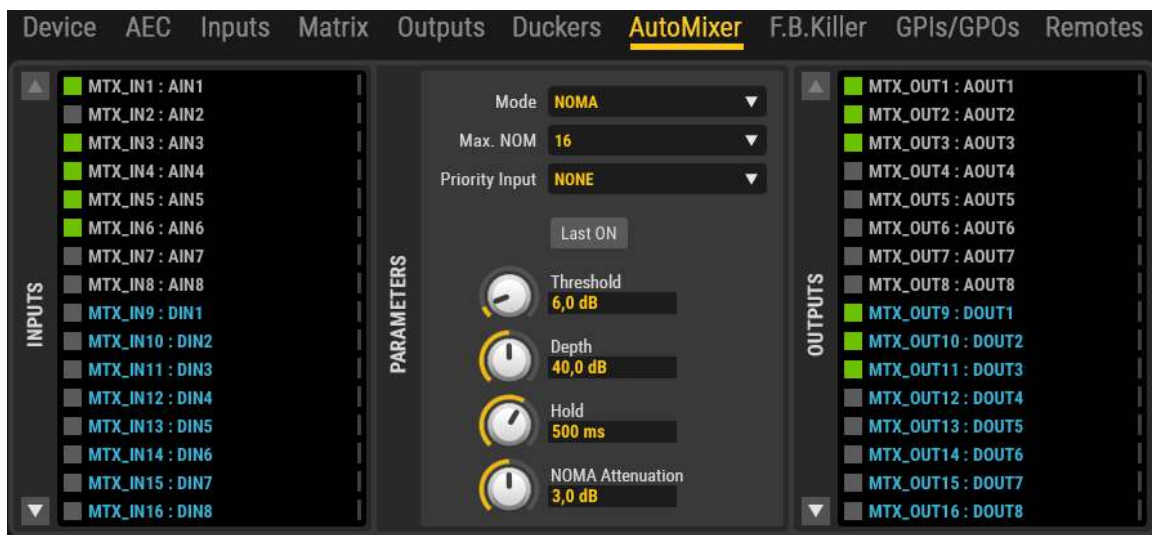 Device AEC Inputs Matrix Outputs Duckers AutoMixer F.B.Killer GPIs/GPOs Remotes
INPUTS
MTX_IN1 : AIN1
MTX_IN2 : AIN2
MTX_IN3 : AIN3
MTX_IN4 : AIN4
MTX_IN5 : AIN5
MTX_IN6 : AIN6
MTX_IN7 : AIN7
MTX_IN8 : AIN8
MTX_IN9 : DIN1
MTX_IN10 : DIN2
MTX_IN11 : DIN3
MTX_IN12 : DIN4
MTX_IN13 : DIN5
MTX_IN14 : DIN6
MTX_IN15 : DIN7
MTX_IN16 : DIN8
PARAMETERS
Mode NOMA
Max. NOM 16
Priority Input NONE
Last ON
Threshold
6,0 dB
Depth
40,0 dB
Hold
500 ms
NOMA Attenuation
3,0 dB
OUTPUTS
MTX_OUT1 : AOUT1
MTX_OUT2 : AOUT2
MTX_OUT3 : AOUT3
MTX_OUT4 : AOUT4
MTX_OUT5 : AOUT5
MTX_OUT6 : AOUT6
MTX_OUT7 : AOUT7
MTX_OUT8 : AOUT8
MTX_OUT9 : DOUT1
MTX_OUT10 : DOUT2
MTX_OUT11 : DOUT3
MTX_OUT12 : DOUT4
MTX_OUT13 : DOUT5
MTX_OUT14 : DOUT6
MTX_OUT15 : DOUT7
MTX_OUT16 : DOUT8